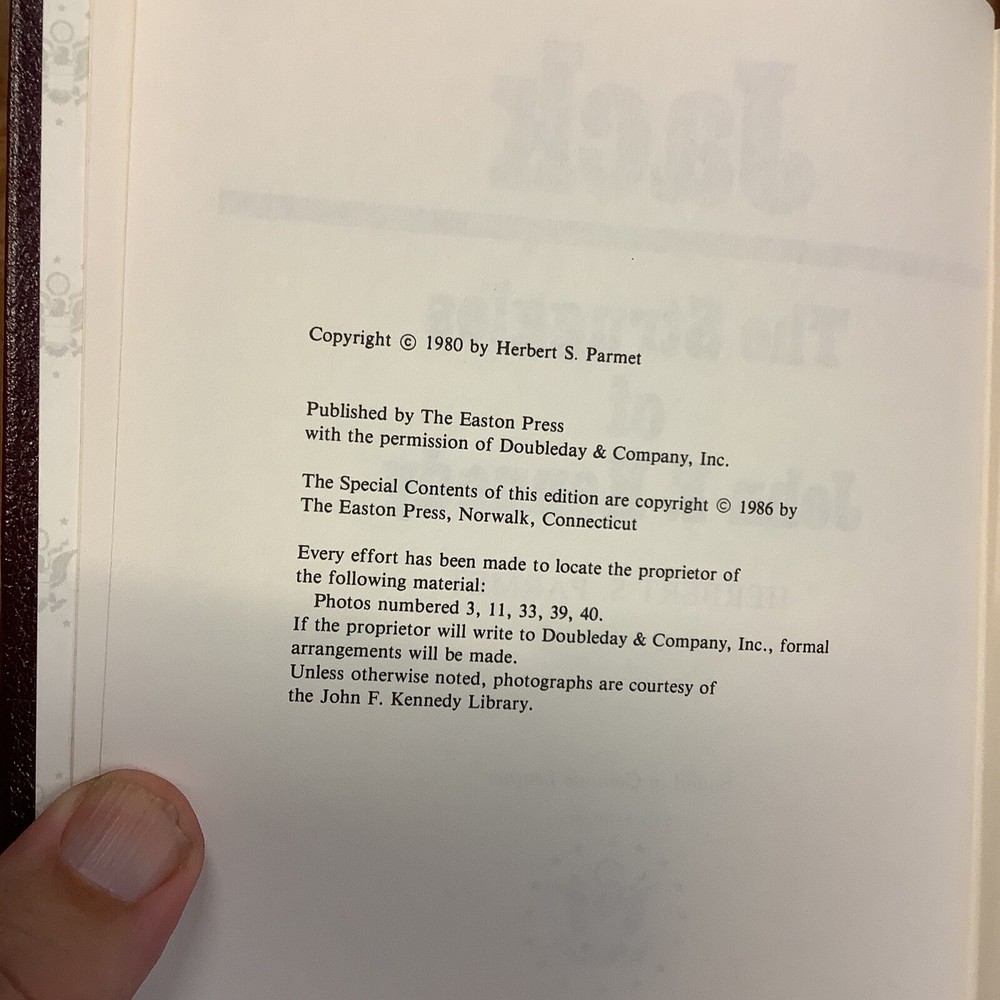 Copyright © 1980 by Herbert S. Parmet
Published by The Easton Press
with the permission of Doubleday & Company, Inc.
The Special Contents of this edition are copyright © 1986 by
The Easton Press, Norwalk, Connecticut
Every effort has been made to locate the proprietor of
the following material:
Photos numbered 3, 11, 33, 39, 40.
If the proprietor will write to Doubleday & Company, Inc., formal
arrangements will be made.
Unless otherwise noted, photographs are courtesy of
the John F. Kennedy Library.